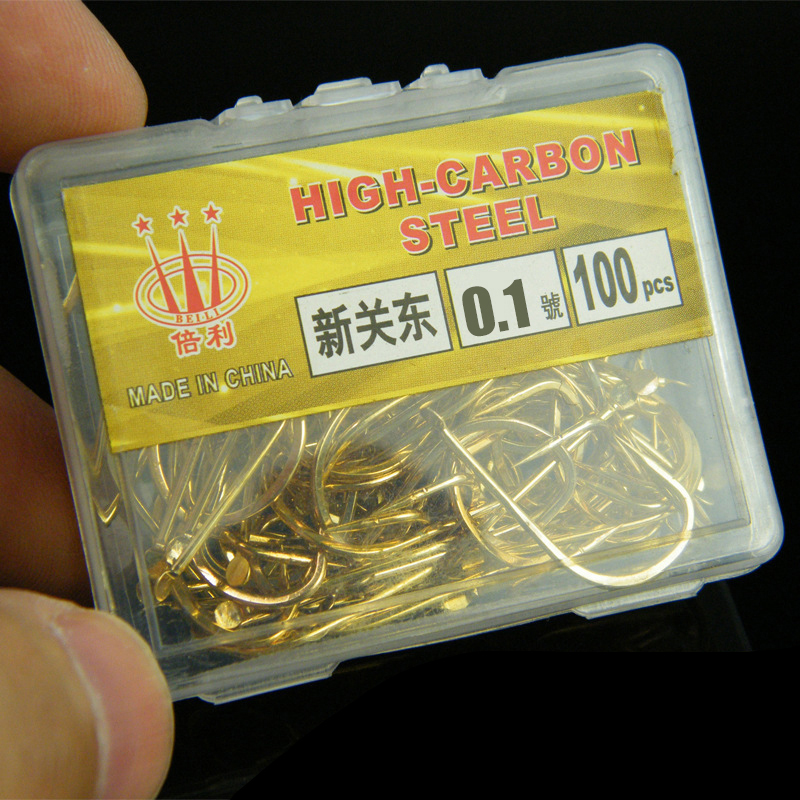 HIGH-CARBON
STEEL
BELLI
倍利
MADE IN CHINA
新关东
0.1號
100 pcs